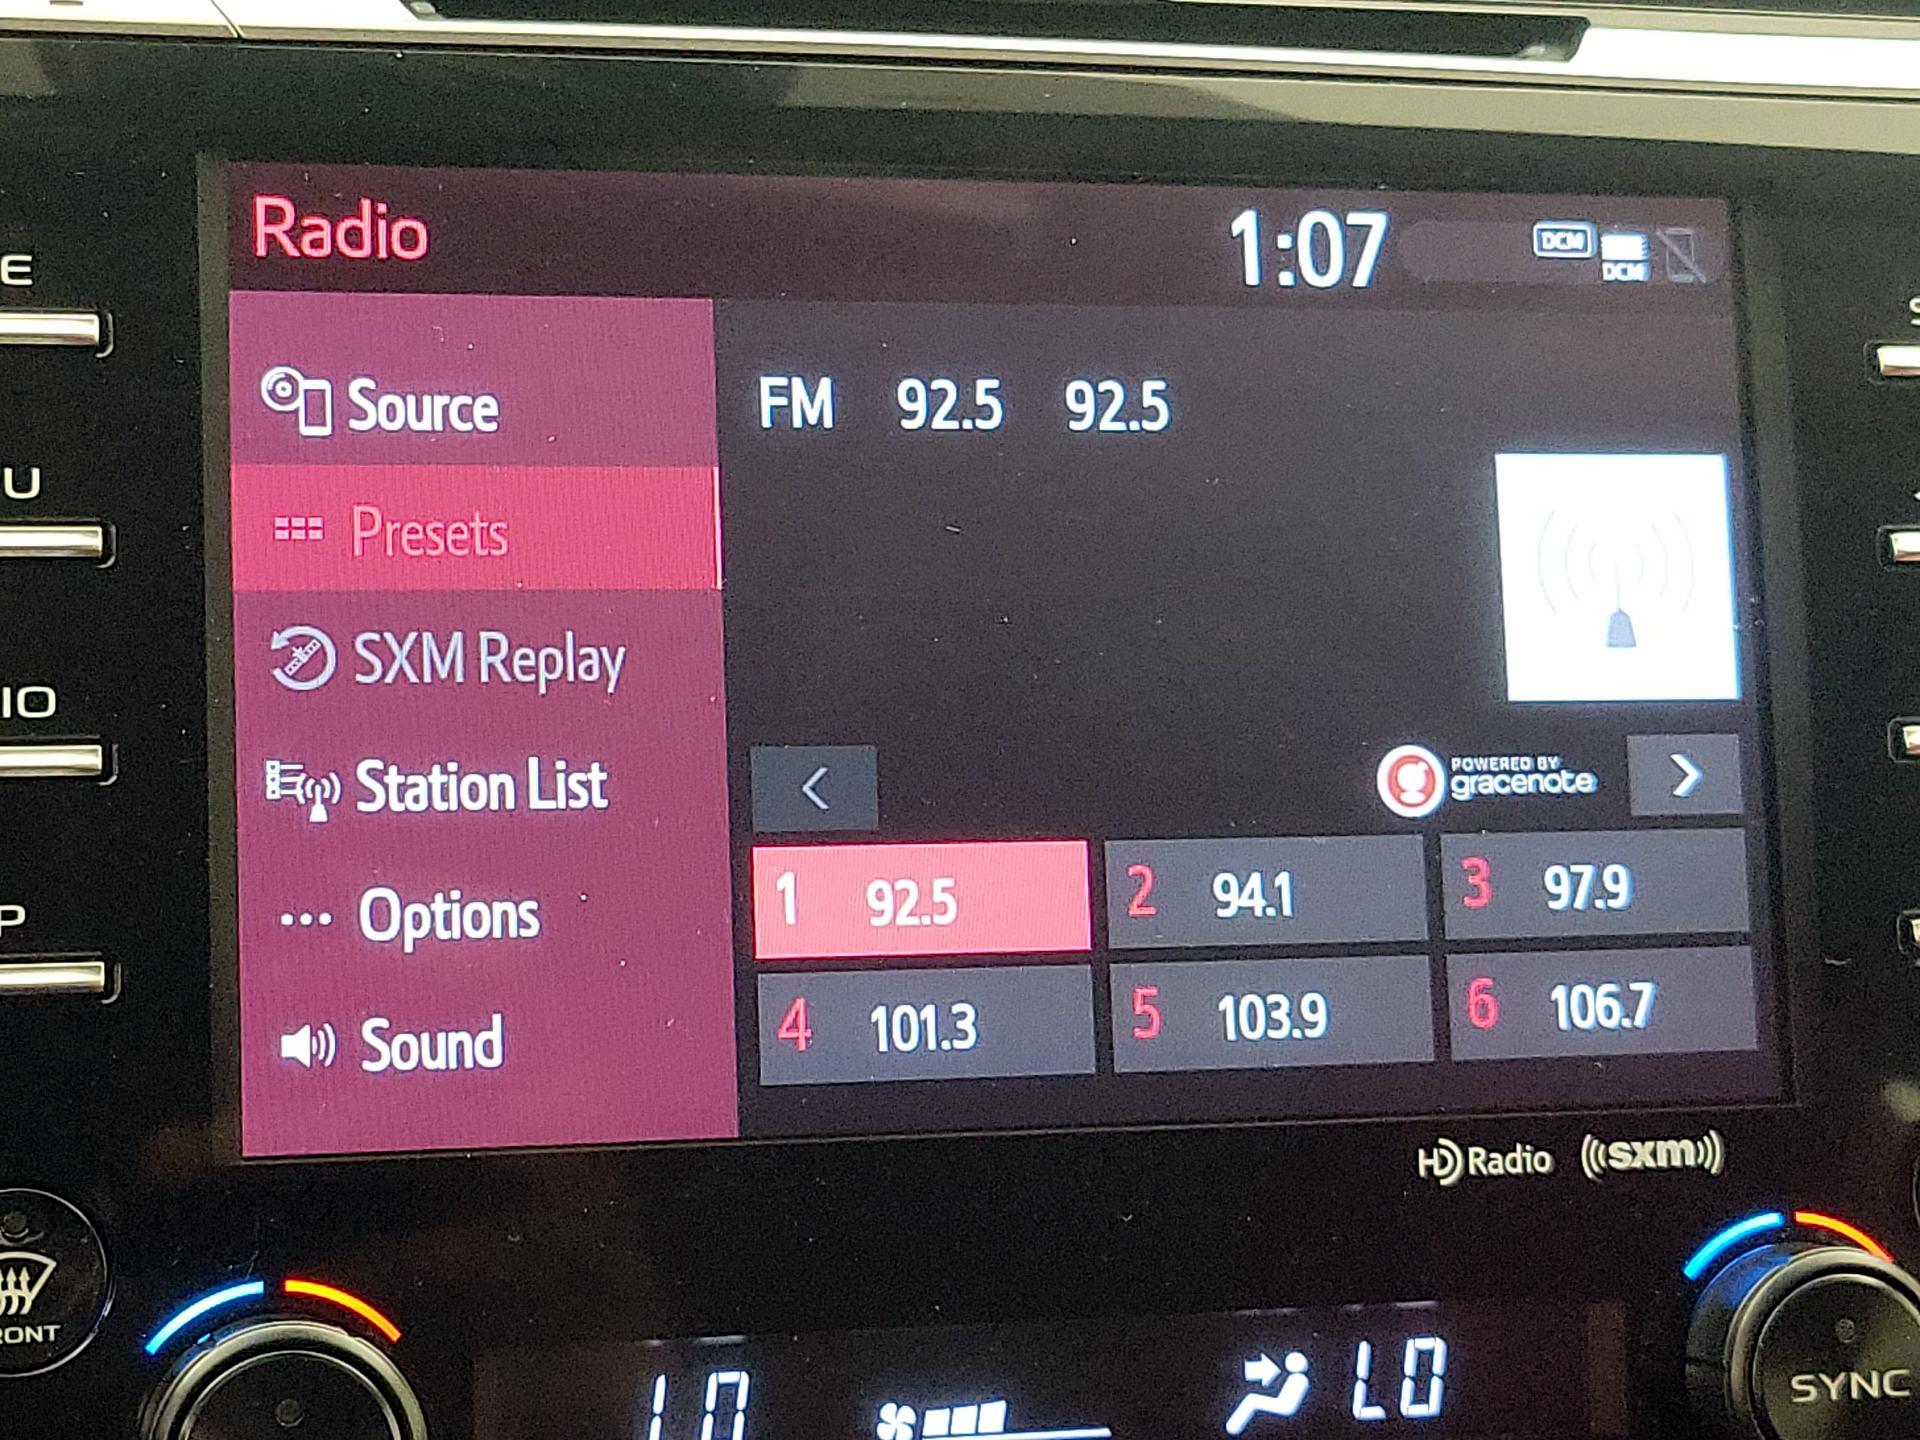 Radio
1:07
DCM
DCM
Source
FM 92.5 92.5
Presets
SXM Replay
Station List
POWERED BY
gracenote
Options
1 92.5
2 94.1
3 97.9
4 101.3
5 103.9
6 106.7
Sound
HD Radio
((sxm))
LO
LO
SYNC